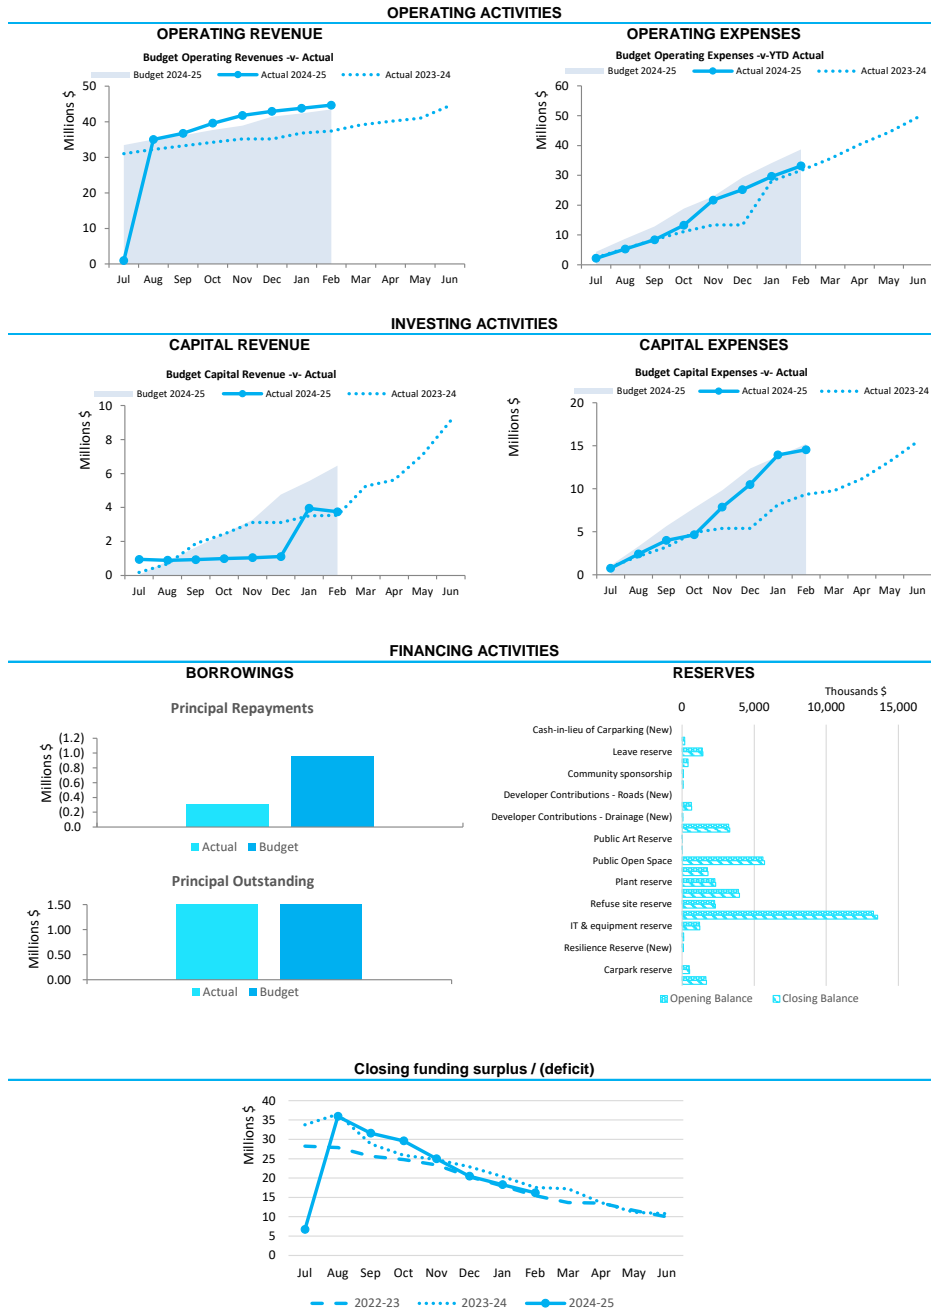 OPERATING ACTIVITIES
OPERATING REVENUE
Budget Operating Revenues -v- Actual
Budget 2024-25 Actual 2024-25 Actual 2023-24
Millions $
50
40
30
20
10
0
Jul Aug Sep Oct Nov Dec Jan Feb Mar Apr May Jun
OPERATING EXPENSES
Budget Operating Expenses -v-YTD Actual
Budget 2024-25 Actual 2024-25 Actual 2023-24
Millions $
60
50
40
30
20
10
0
Jul Aug Sep Oct Nov Dec Jan Feb Mar Apr May Jun
INVESTING ACTIVITIES
CAPITAL REVENUE
Budget Capital Revenue -v- Actual
Budget 2024-25 Actual 2024-25 Actual 2023-24
Millions $
10
8
6
4
2
0
Jul Aug Sep Oct Nov Dec Jan Feb Mar Apr May Jun
CAPITAL EXPENSES
Budget Capital Expenses -v- Actual
Budget 2024-25 Actual 2024-25 Actual 2023-24
Millions $
20
15
10
5
0
Jul Aug Sep Oct Nov Dec Jan Feb Mar Apr May Jun
FINANCING ACTIVITIES
BORROWINGS
Principal Repayments
Millions $
(1.2)
(1.0)
(0.8)
(0.6)
(0.4)
(0.2)
0.0
Actual Budget
Principal Outstanding
Millions $
1.50
1.00
0.50
0.00
Actual Budget
RESERVES
Thousands $
0 5,000 10,000 15,000
Cash-in-lieu of Carparking (New)
Leave reserve
Community sponsorship
Developer Contributions - Roads (New)
Developer Contributions - Drainage (New)
Public Art Reserve
Public Open Space
Plant reserve
Refuse site reserve
IT & equipment reserve
Resilience Reserve (New)
Carpark reserve
Opening Balance Closing Balance
Closing funding surplus / (deficit)
Millions $
40
35
30
25
20
15
10
5
0
Jul Aug Sep Oct Nov Dec Jan Feb Mar Apr May Jun
2022-23 2023-24 2024-25